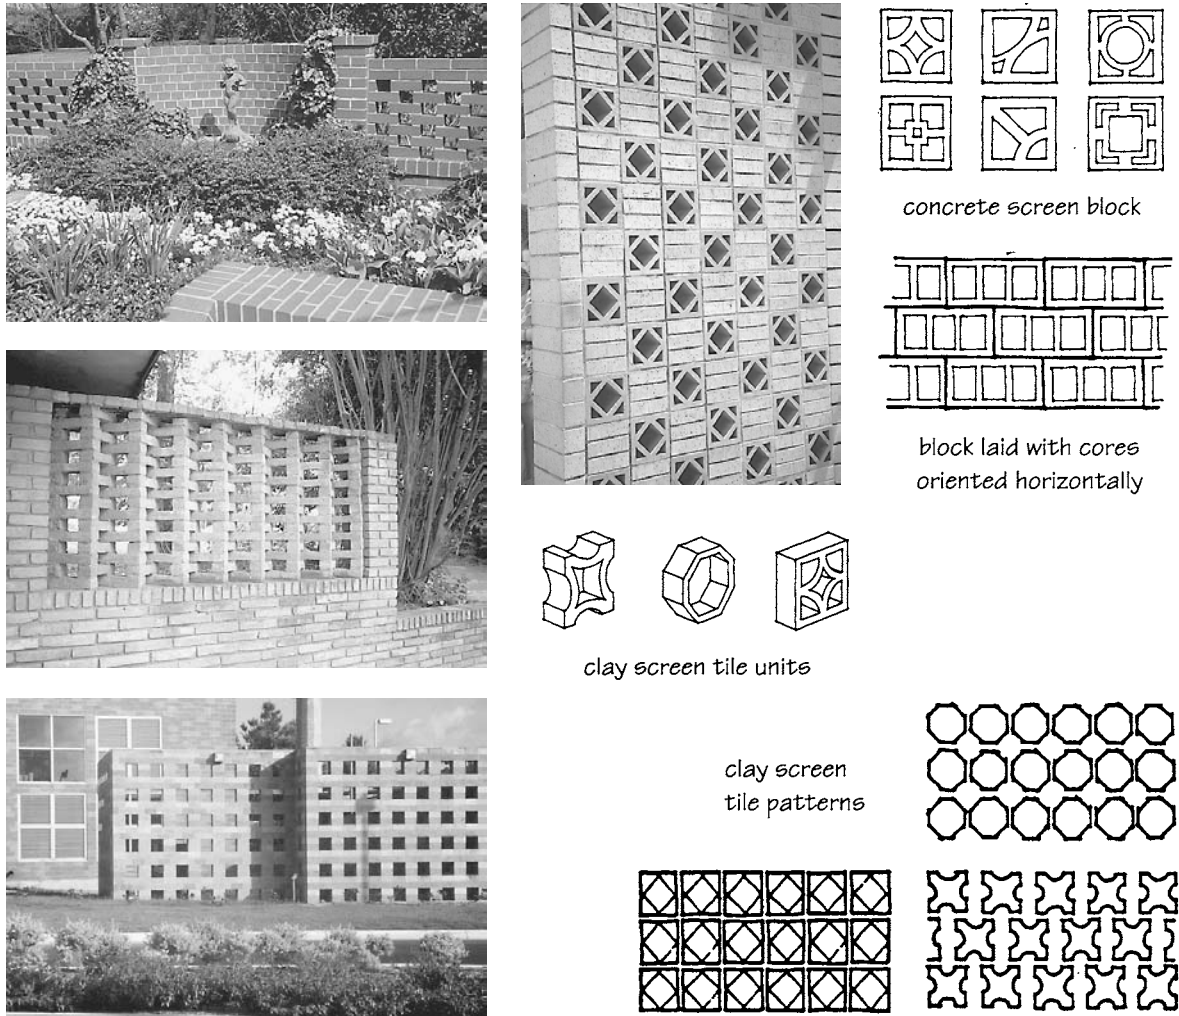 concrete screen block
block laid with cores
oriented horizontally
clay screen tile units
clay screen
tile patterns